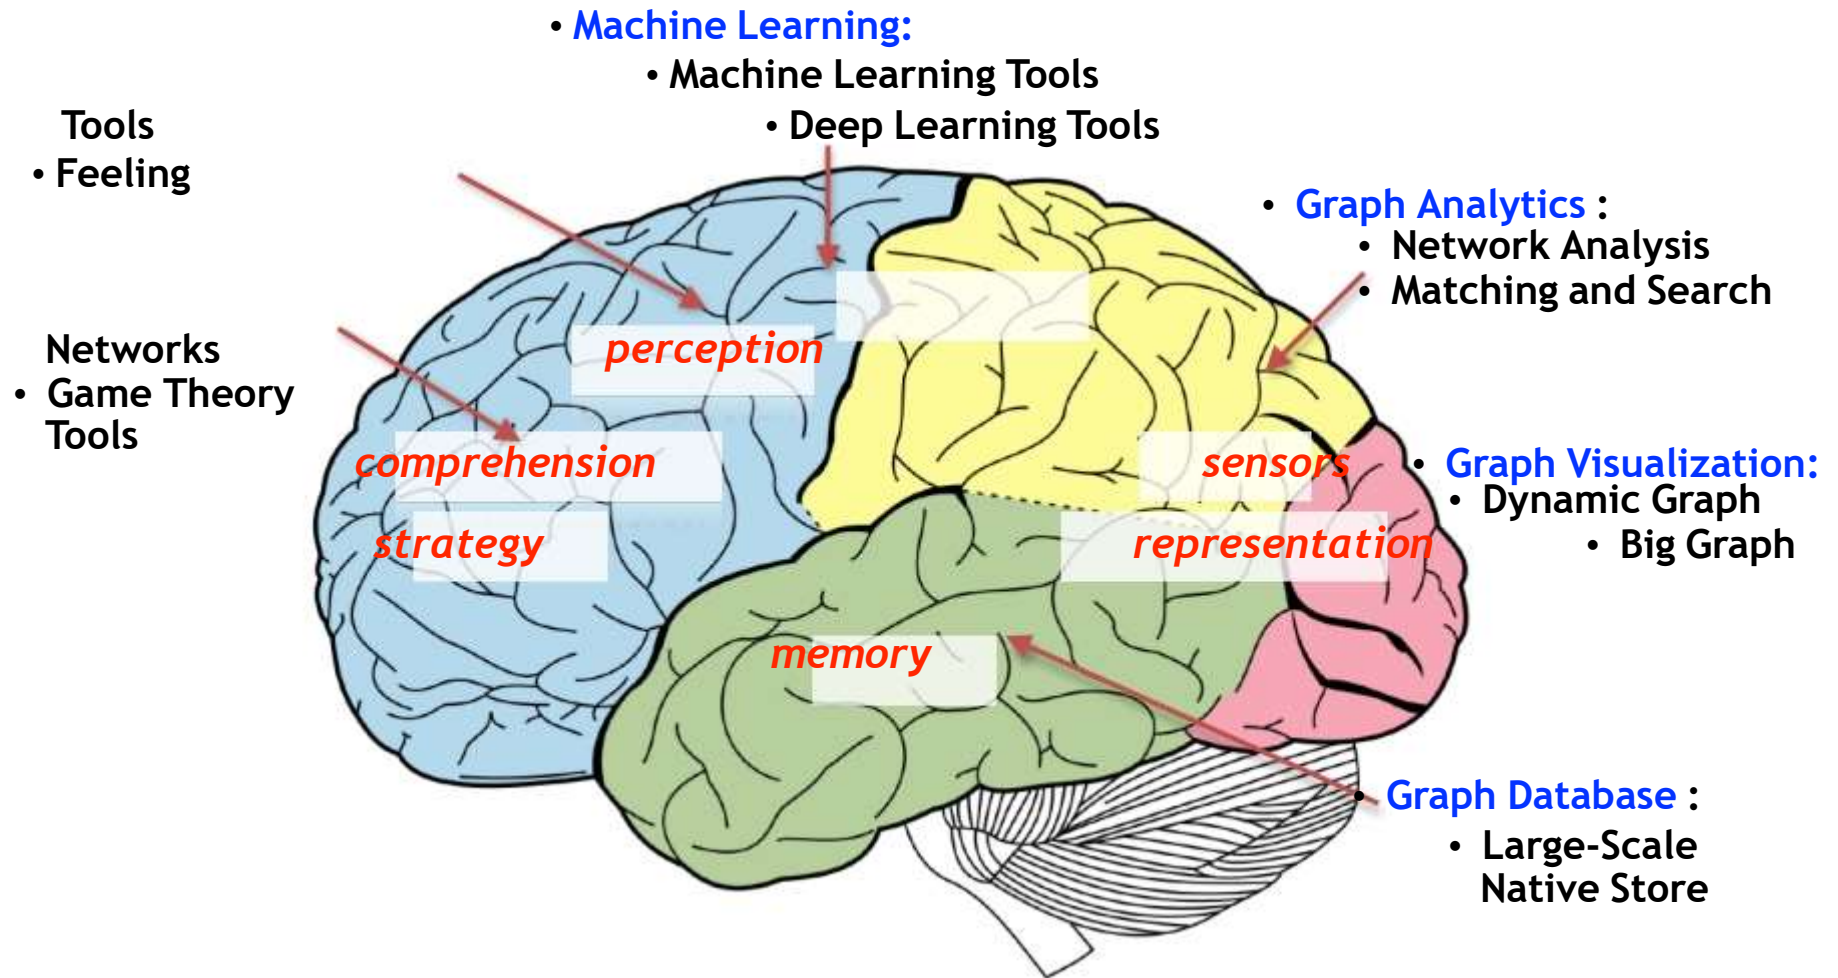 • Machine Learning:
• Machine Learning Tools
• Deep Learning Tools
Tools
• Feeling
• Graph Analytics :
• Network Analysis
• Matching and Search
Networks
• Game Theory
Tools
perception
comprehension
strategy
sensors
representation
memory
• Graph Visualization:
• Dynamic Graph
• Big Graph
• Graph Database :
• Large-Scale
Native Store